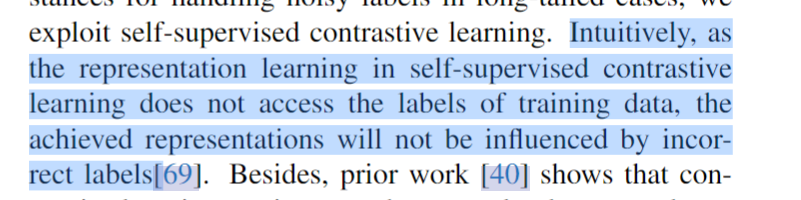 exploit self-supervised contrastive learning. Intuitively, as
the representation learning in self-supervised contrastive
learning does not access the labels of training data, the
achieved representations will not be influenced by incor-
rect labels[69]. Besides, prior work [40] shows that con-